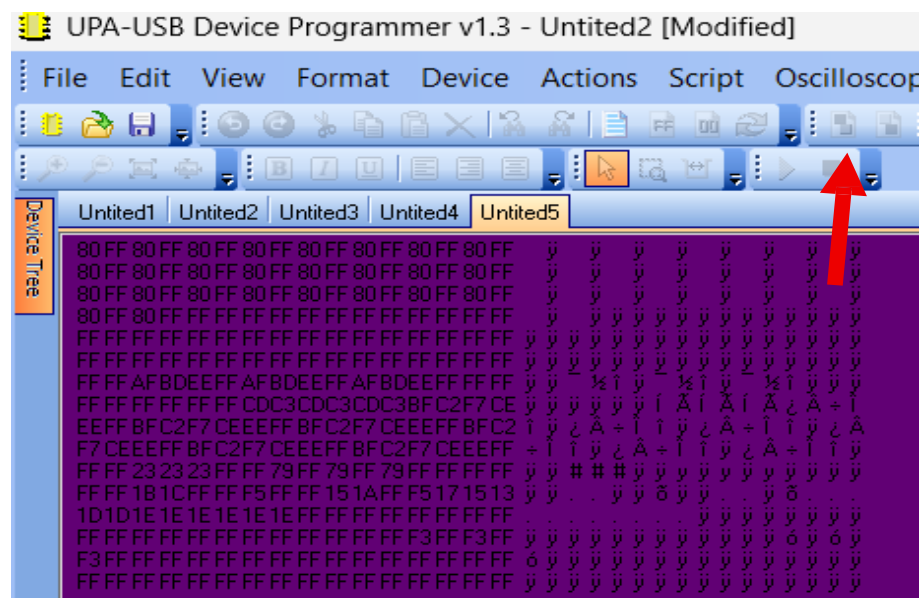 UPA-USB Device Programmer v1.3 - Untited2 [Modified]
File Edit View Format Device Actions Script Oscilloscop
FF 00
B I U
Device Tree
Untited1 Untited2 Untited3 Untited4 Untited5
80 FF 80 FF 80 FF 80 FF 80 FF 80 FF 80 FF 80 FF ÿ ÿ ÿ ÿ ÿ ÿ ÿ ÿ
80 FF 80 FF 80 FF 80 FF 80 FF 80 FF 80 FF 80 FF ÿ ÿ ÿ ÿ ÿ ÿ ÿ ÿ
80 FF 80 FF 80 FF 80 FF 80 FF 80 FF 80 FF 80 FF ÿ ÿ ÿ ÿ ÿ ÿ ÿ ÿ
80 FF 80 FF FF FF FF FF FF FF FF FF FF FF FF FF ÿ ÿ ÿ ÿ ÿ ÿ ÿ ÿ ÿ ÿ ÿ ÿ ÿ ÿ
FF FF FF FF FF FF FF FF FF FF FF FF FF FF FF FF ÿ ÿ ÿ ÿ ÿ ÿ ÿ ÿ ÿ ÿ ÿ ÿ ÿ ÿ ÿ ÿ
FF FF FF FF FF FF FF FF FF FF FF FF FF FF FF FF ÿ ÿ ÿ ÿ ÿ ÿ ÿ ÿ ÿ ÿ ÿ ÿ ÿ ÿ ÿ ÿ
FF FF AF BD EE FF AF BD EE FF AF BD EE FF FF FF ÿ ÿ ¯ ½ î ÿ ¯ ½ î ÿ ¯ ½ î ÿ ÿ ÿ
FF FF FF FF FF FF CD C3 CD C3 CD C3 BF C2 F7 CE ÿ ÿ ÿ ÿ ÿ ÿ Í Ã Í Ã Í Ã ¿ Â ÷ Î
EE FF BF C2 F7 CE EE FF BF C2 F7 CE EE FF BF C2 î ÿ ¿ Â ÷ Î î ÿ ¿ Â ÷ Î î ÿ ¿ Â
F7 CE EE FF BF C2 F7 CE EE FF BF C2 F7 CE EE FF ÷ Î î ÿ ¿ Â ÷ Î î ÿ ¿ Â ÷ Î î ÿ
FF FF 23 23 23 FF FF 79 FF 79 FF 79 FF FF FF FF ÿ ÿ # # # ÿ ÿ y ÿ y ÿ y ÿ ÿ ÿ ÿ
FF FF 1B 1C FF FF F5 FF FF 15 1A FF F5 17 15 13 ÿ ÿ . . ÿ ÿ õ ÿ ÿ . . ÿ õ . . .
1D 1D 1E 1E 1E 1E 1E 1E FF FF FF FF FF FF FF FF . . . . . . . . ÿ ÿ ÿ ÿ ÿ ÿ ÿ ÿ
FF FF FF FF FF FF FF FF FF FF FF FF F3 FF F3 FF ÿ ÿ ÿ ÿ ÿ ÿ ÿ ÿ ÿ ÿ ÿ ÿ ó ÿ ó ÿ
F3 FF FF FF FF FF FF FF FF FF FF FF FF FF FF FF ó ÿ ÿ ÿ ÿ ÿ ÿ ÿ ÿ ÿ ÿ ÿ ÿ ÿ ÿ ÿ
FF FF FF FF FF FF FF FF FF FF FF FF FF FF FF FF ÿ ÿ ÿ ÿ ÿ ÿ ÿ ÿ ÿ ÿ ÿ ÿ ÿ ÿ ÿ ÿ